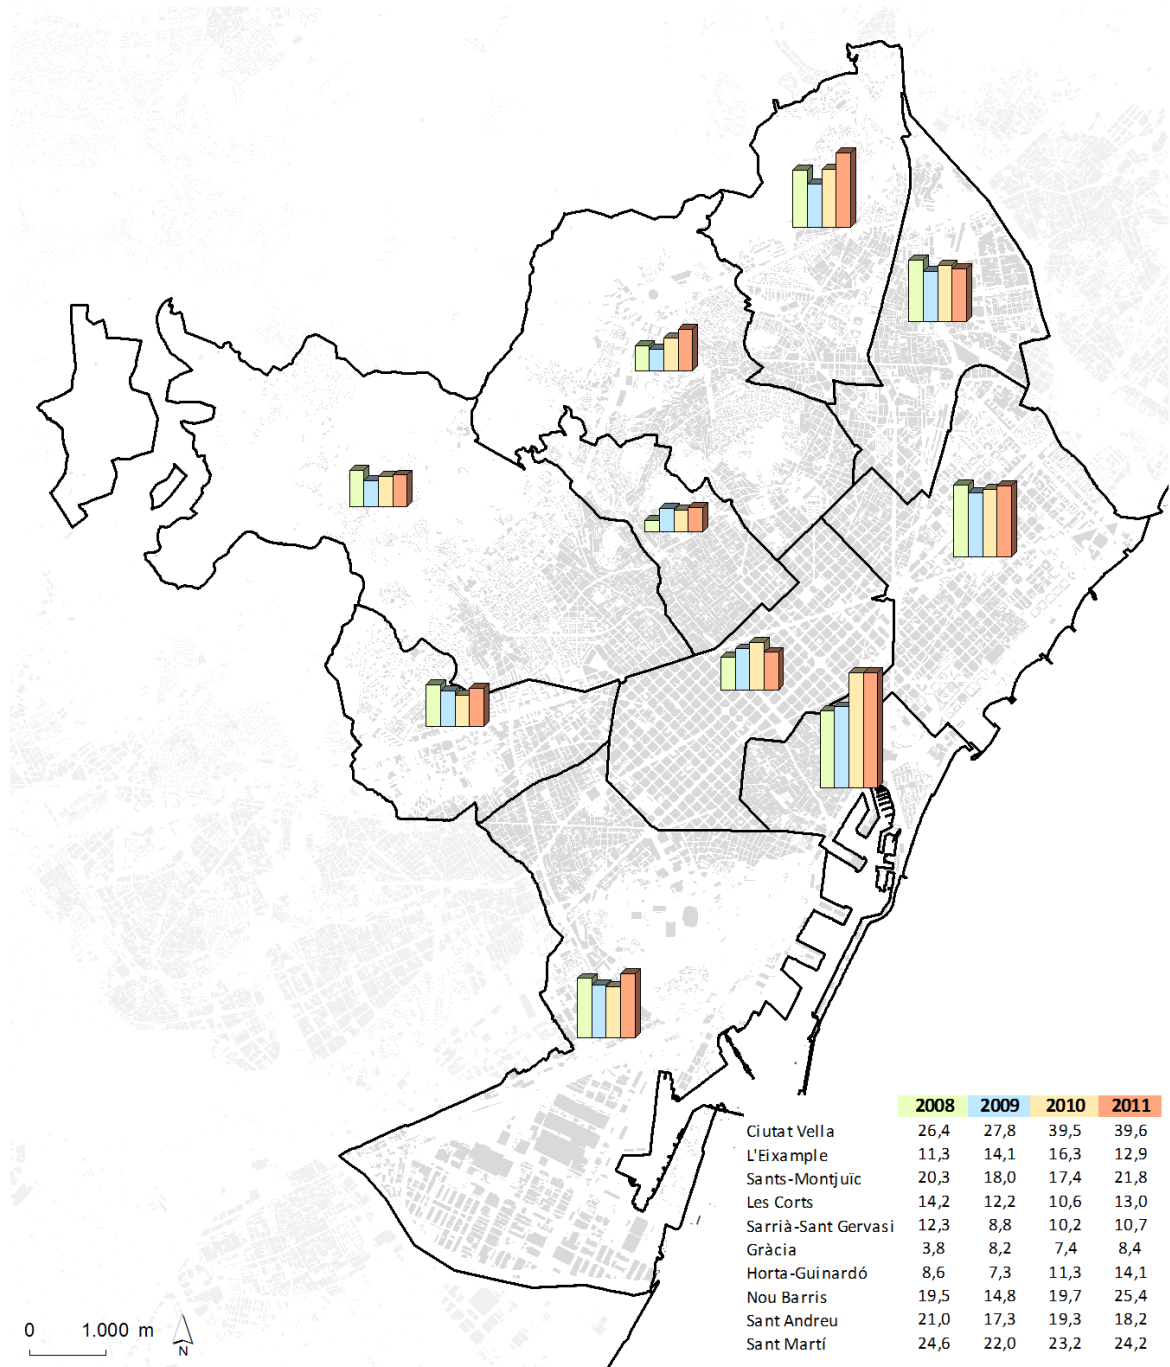 2008 2009 2010 2011
Ciutat Vella 26,4 27,8 39,5 39,6
L'Eixample 11,3 14,1 16,3 12,9
Sants-Montjuïc 20,3 18,0 17,4 21,8
Les Corts 14,2 12,2 10,6 13,0
Sarrià-Sant Gervasi 12,3 8,8 10,2 10,7
Gràcia 3,8 8,2 7,4 8,4
Horta-Guinardó 8,6 7,3 11,3 14,1
Nou Barris 19,5 14,8 19,7 25,4
Sant Andreu 21,0 17,3 19,3 18,2
Sant Martí 24,6 22,0 23,2 24,2
0 1.000 m
N